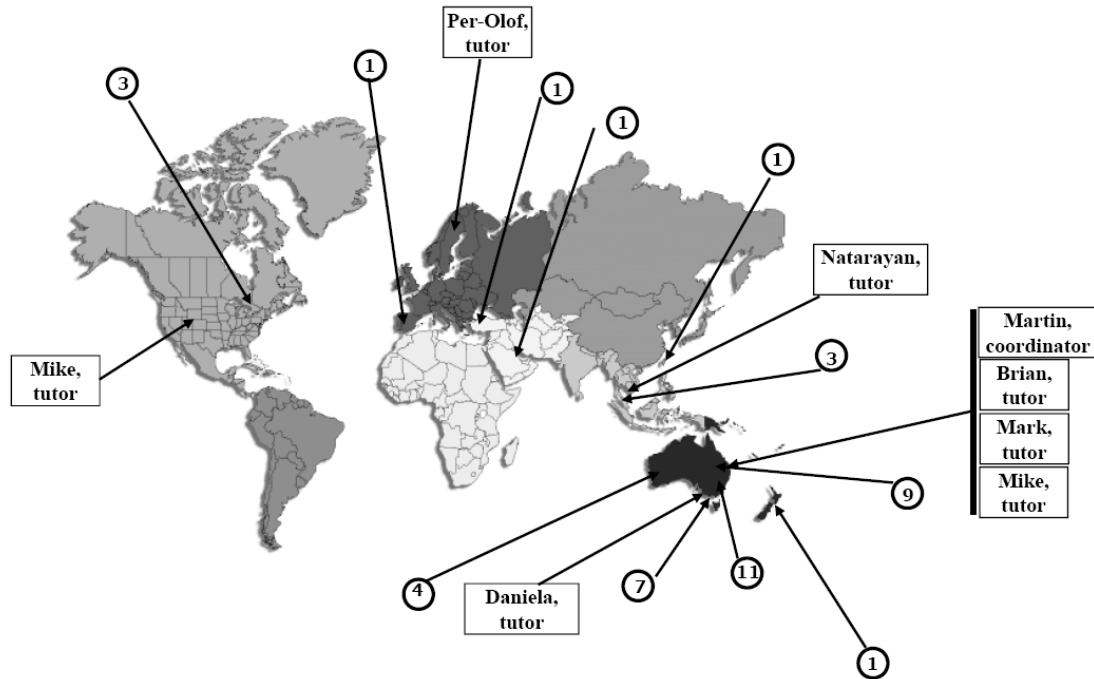 Per-Olof,
tutor
1
3
1
1
1
Natarayan,
tutor
Martin,
coordinator
Brian,
tutor
Mark,
tutor
Mike,
tutor
Mike,
tutor
3
9
4
Daniela,
tutor
7
11
1